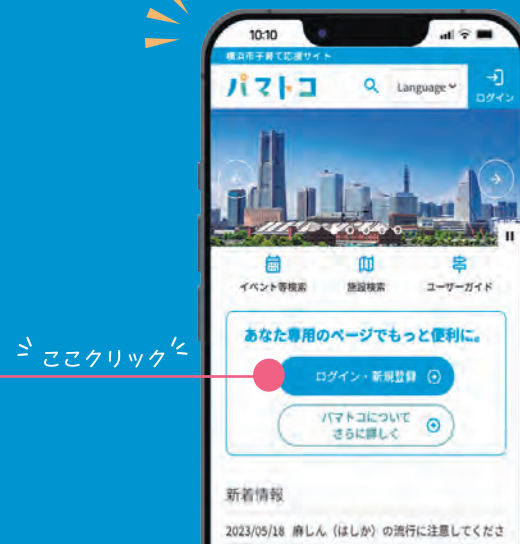 10:10
横浜市子育て応援サイト
パマトコ
Language
ログイン
イベント等検索
施設検索
ユーザーガイド
あなた専用のページでもっと便利に。
ここクリック
ログイン・新規登録
パマトコについて
さらに詳しく
新着情報
2023/05/18 麻しん（はしか）の流行に注意してくださ